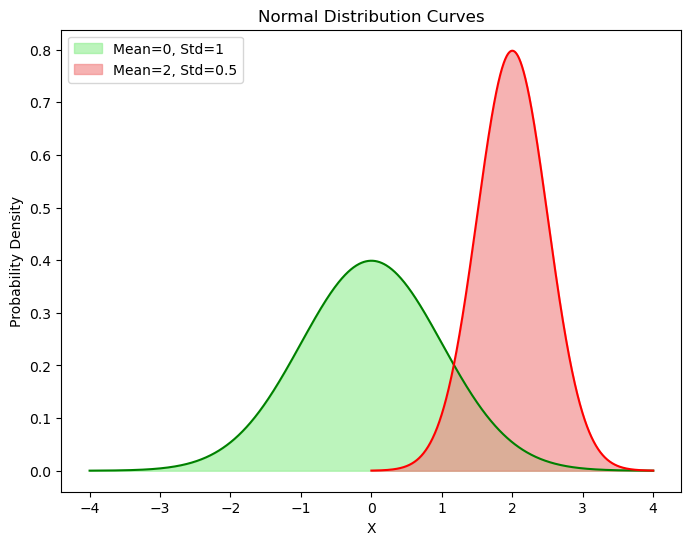 Normal Distribution Curves
Mean=0, Std=1
Mean=2, Std=0.5
Probability Density
0.8
0.7
0.6
0.5
0.4
0.3
0.2
0.1
0.0
−4 −3 −2 −1 0 1 2 3 4
X